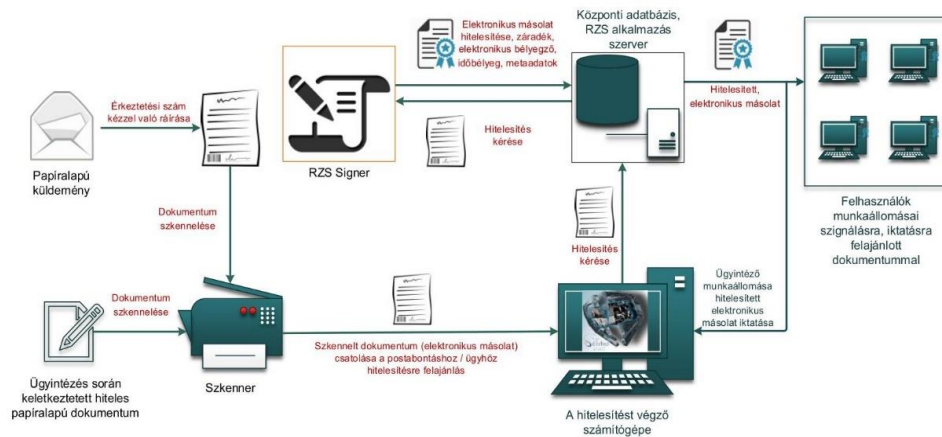 Elektronikus másolat
hitelesítése, záradék,
elektronikus bélyegző,
időbélyeg, metaadatok
Központi adatbázis,
RZS alkalmazás
szerver
Érkeztetési szám
kézzel való ráírása
Papíralapú
küldemény
RZS Signer
Hitelesítés
kérése
Hitelesített,
elektronikus másolat
Felhasználók
munkaállomásai
szignálásra, iktatásra
felajánlott
dokumentummal
Dokumentum
szkennelése
Hitelesítés
kérése
Ügyintéző
munkaállomása
hitelesített
elektronikus
másolat iktatása
Dokumentum
szkennelése
Szkennelt dokumentum (elektronikus másolat)
csatolása a postabontáshoz / ügyhöz
hitelesítésre felajánlás
Ügyintézés során
keletkeztetett hiteles
papíralapú dokumentum
Szkenner
A hitelesítést végző
számítógépe